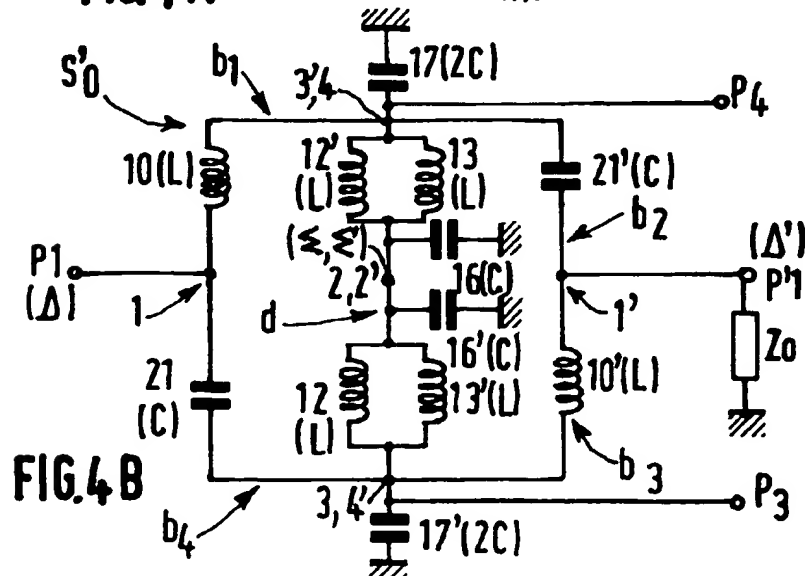 17(2C)
S'0
b1
3',4
P4
10(L)
12'
(L)
13
(L)
21'(C)
b2
(Σ,Σ')
2,2'
16(C)
P1
(Δ)
1
(Δ')
P'1
1'
d
16'(C)
Z0
21
(C)
12
(L)
13'(L)
10'(L)
FIG.4B
b3
b4
3,4'
P3
17'(2C)